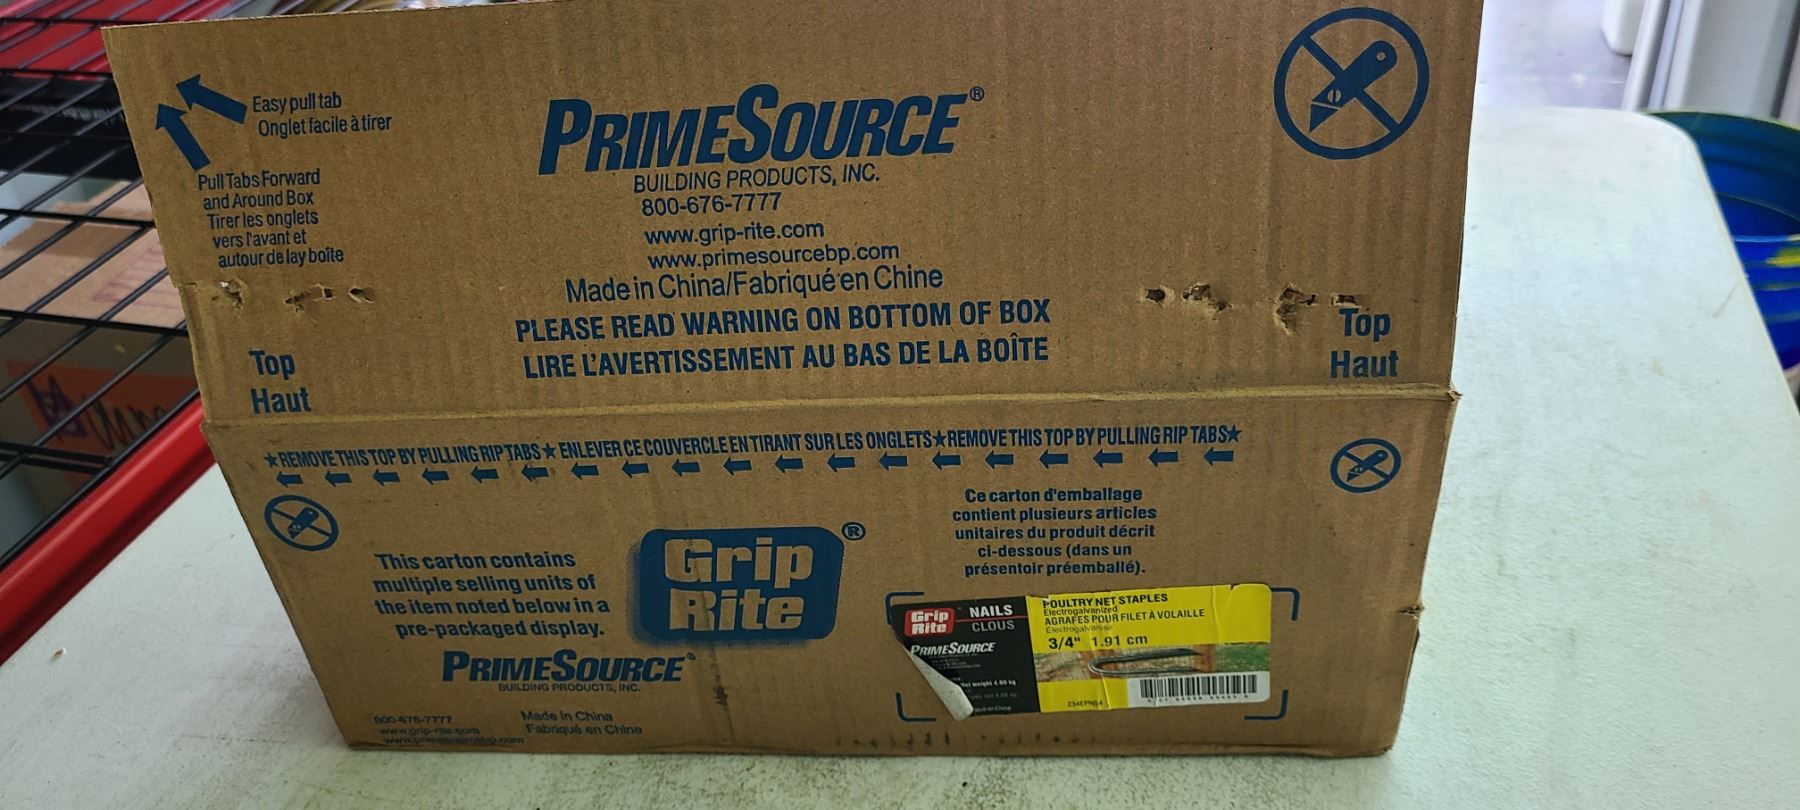 Easy pull tab
Onglet facile à tirer
Pull Tabs Forward
and Around Box
Tirer les onglets
vers l'avant et
autour de lay boîte
PRIMESOURCE®
BUILDING PRODUCTS, INC.
800-676-7777
www.grip-rite.com
www.primesourcebp.com
Made in China/Fabriqué en Chine
PLEASE READ WARNING ON BOTTOM OF BOX
LIRE L'AVERTISSEMENT AU BAS DE LA BOÎTE
Top
Haut
Top
Haut
★REMOVE THIS TOP BY PULLING RIP TABS★ ENLEVER CE COUVERCLE EN TIRANT SUR LES ONGLETS★REMOVE THIS TOP BY PULLING RIP TABS★
This carton contains
multiple selling units of
the item noted below in a
pre-packaged display.
Grip
Rite®
Ce carton d'emballage
contient plusieurs articles
unitaires du produit décrit
ci-dessous (dans un
présentoir préemballé).
PRIMESOURCE®
BUILDING PRODUCTS, INC.
800-676-7777
www.grip-rite.com
www.primesourcebp.com
Made in China
Fabriqué en Chine
Grip
Rite
NAILS
CLOUS
PRIMESOURCE
Net weight 4.99 kg
POULTRY NET STAPLES
Electrogalvanized
AGRAFES POUR FILET À VOLAILLE
Électrogalvanisé
3/4" 1.91 cm